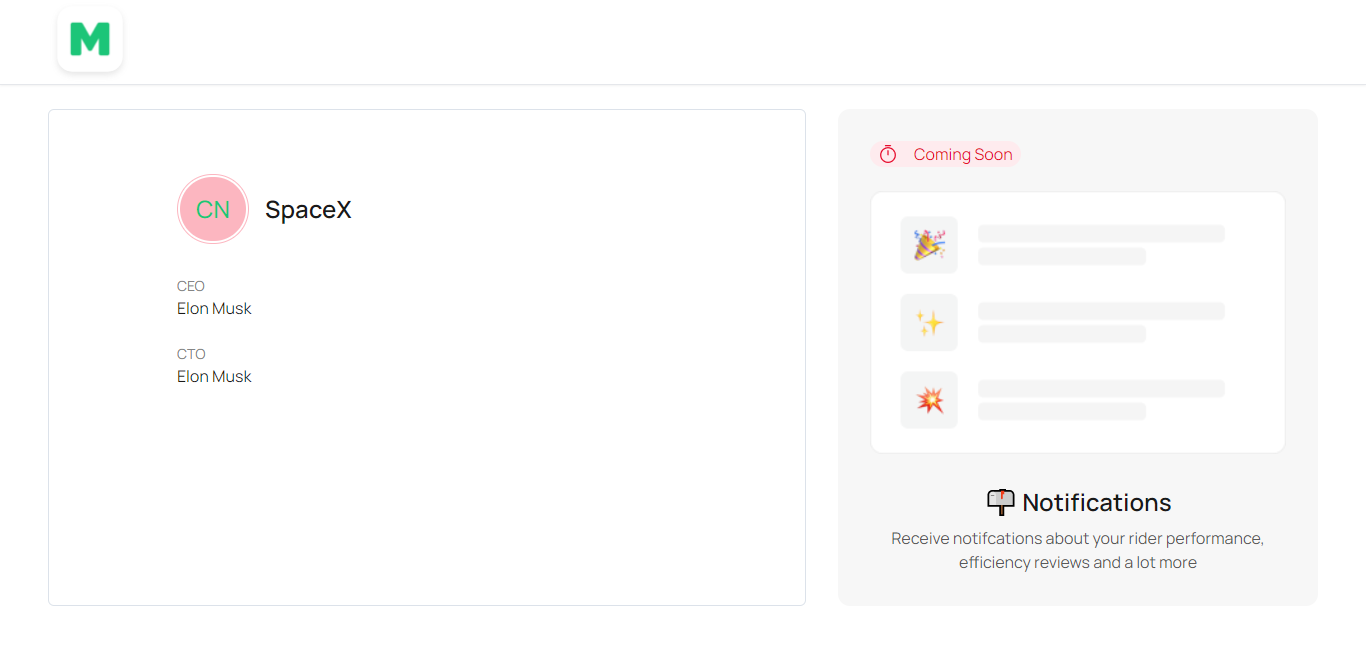 M
CN
SpaceX
CEO
Elon Musk
CTO
Elon Musk
Coming Soon
Notifications
Receive notifcations about your rider performance,
efficiency reviews and a lot more